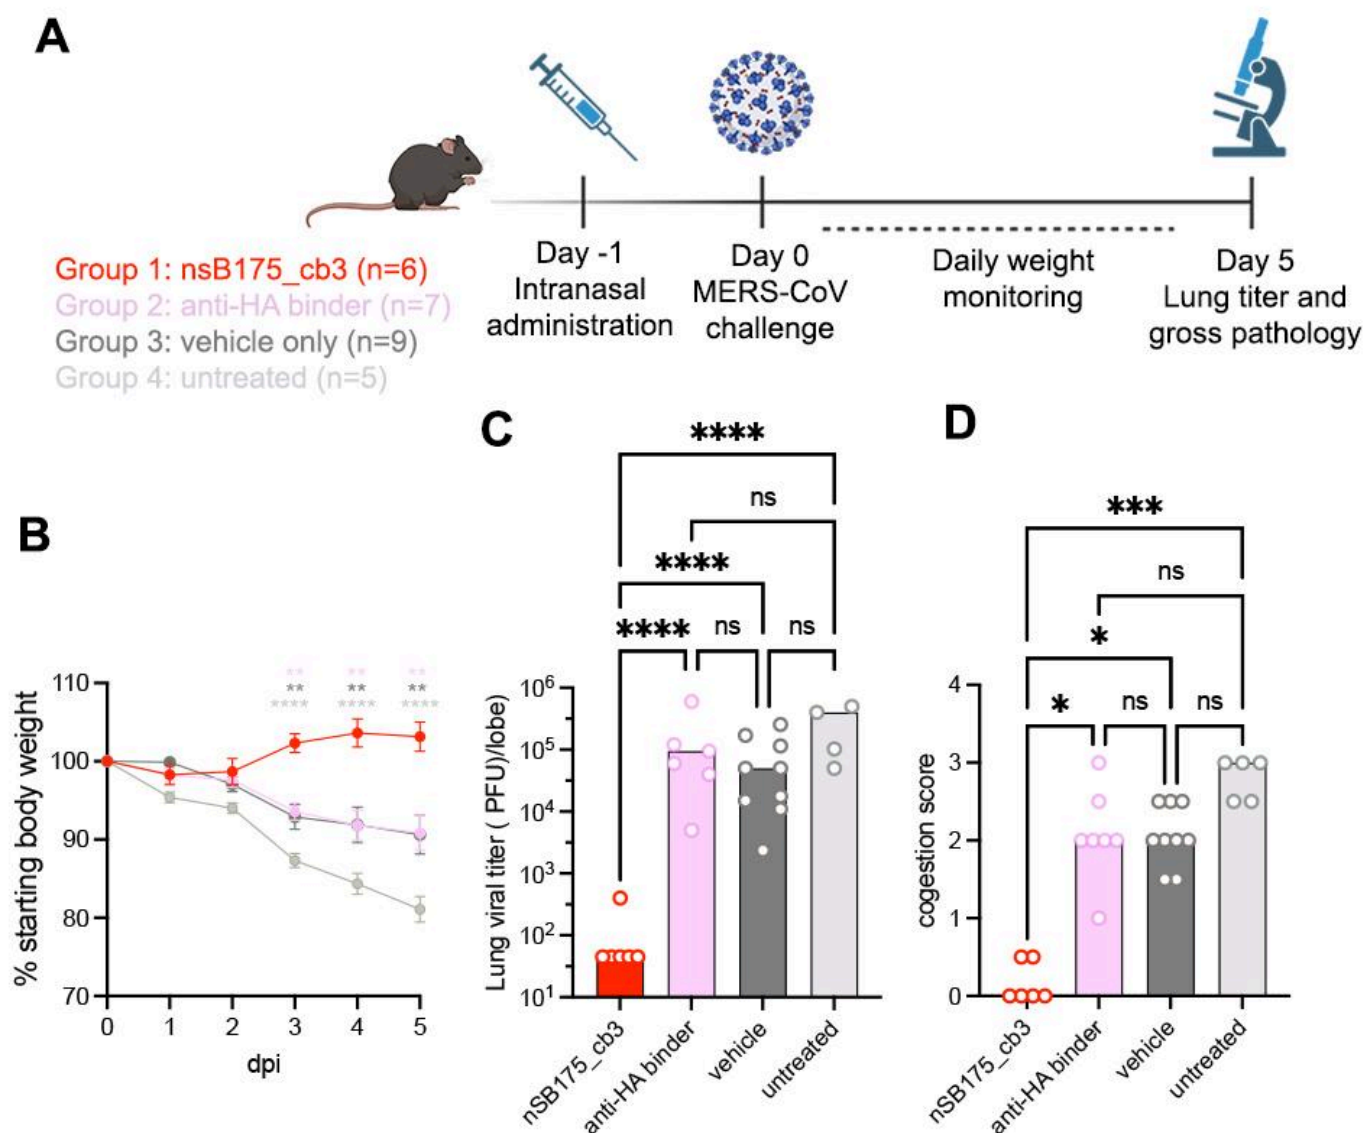 A
Group 1: nsB175_cb3 (n=6)
Group 2: anti-HA binder (n=7)
Group 3: vehicle only (n=9)
Group 4: untreated (n=5)
Day -1
Intranasal
administration
Day 0
MERS-CoV
challenge
Daily weight
monitoring
Day 5
Lung titer and
gross pathology
B
** ** **
** ** **
**** **** ****
% starting body weight
110
100
90
80
70
0 1 2 3 4 5
dpi
C
****
ns
****
**** ns ns
Lung viral titer ( PFU)/lobe)
10⁶
10⁵
10⁴
10³
10²
10¹
nSB175_cb3
anti-HA binder
vehicle
untreated
D
***
ns
*
* ns ns
cogestion score
4
3
2
1
0
nSB175_cb3
anti-HA binder
vehicle
untreated